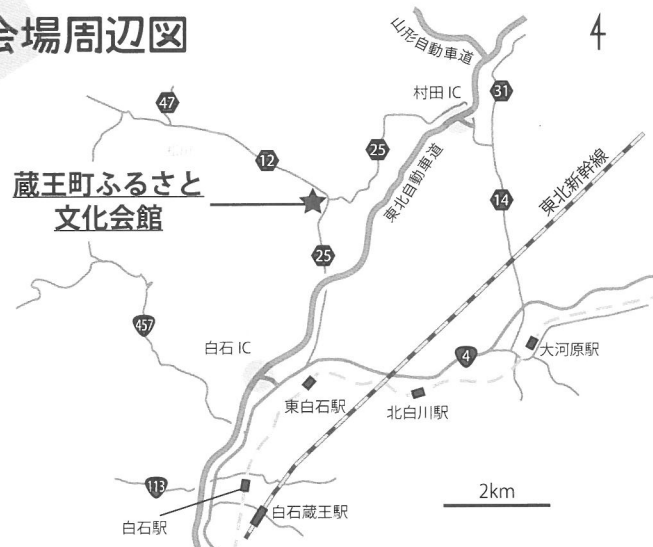 会場周辺図
山形自動車道
4
村田 IC
31
47
12
25
東北自動車道
東北新幹線
蔵王町ふるさと
文化会館
14
25
457
白石 IC
4
大河原駅
東白石駅
北白川駅
113
2km
白石駅
白石蔵王駅